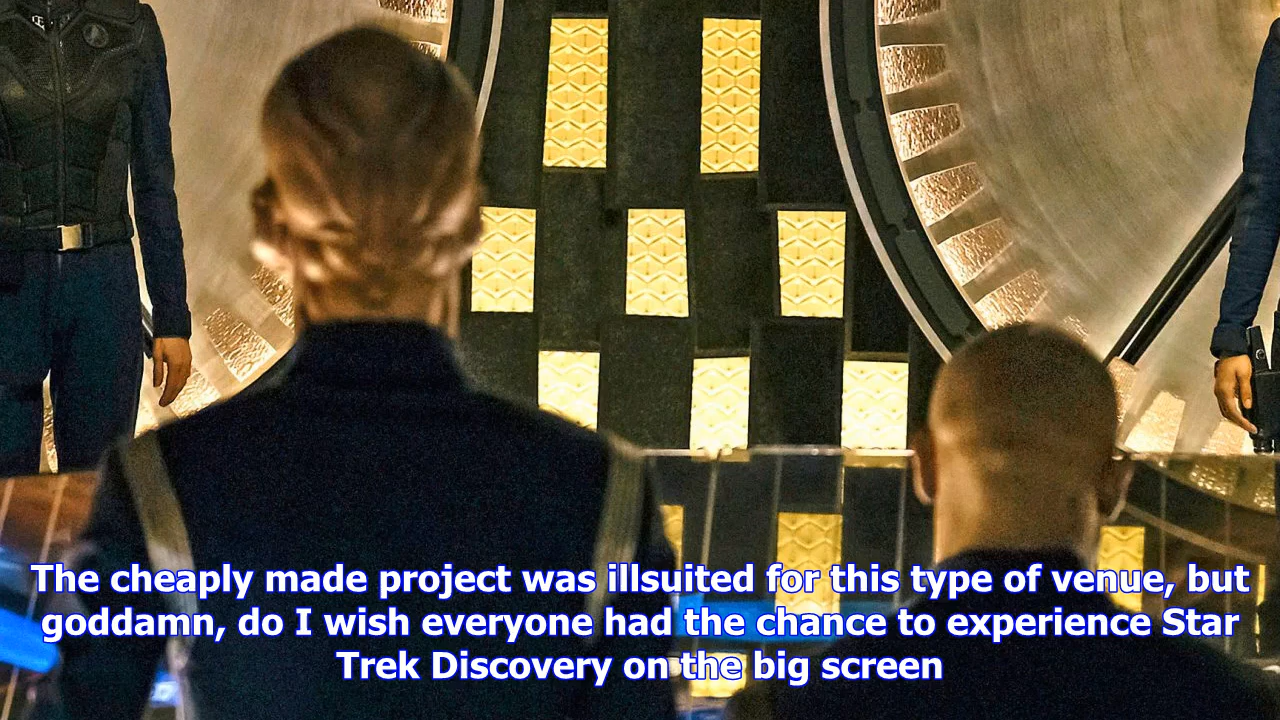 The cheaply made project was illsuited for this type of venue, but
goddamn, do I wish everyone had the chance to experience Star
Trek Discovery on the big screen